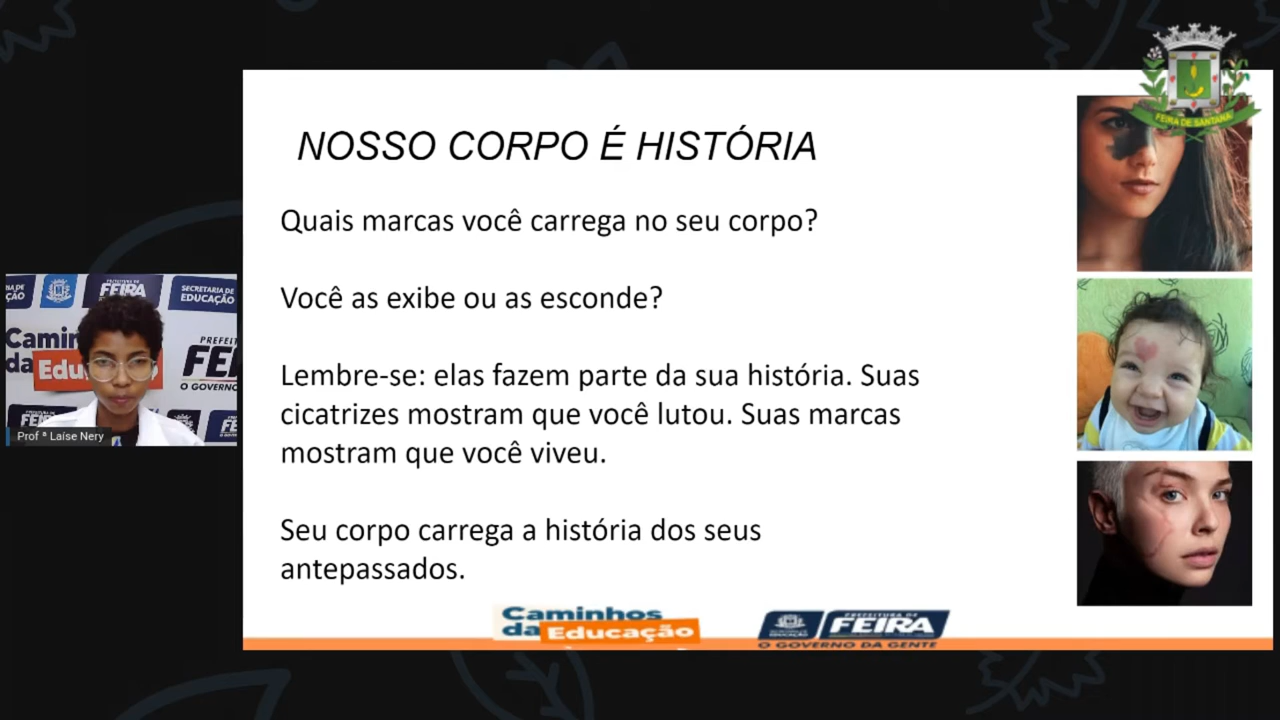 FEIRA DE SANTANA
NOSSO CORPO É HISTÓRIA
Quais marcas você carrega no seu corpo?
Você as exibe ou as esconde?
Lembre-se: elas fazem parte da sua história. Suas
cicatrizes mostram que você lutou. Suas marcas
mostram que você viveu.
Seu corpo carrega a história dos seus
antepassados.
Caminhos
da Educação
PREFEITURA DE
FEIRA
O GOVERNO DA GENTE
FEIRA
SECRETARIA DE
EDUCAÇÃO
Prof ª Laíse Nery